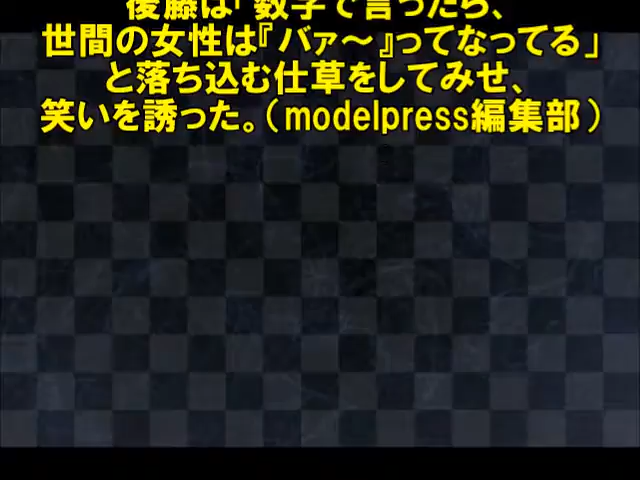 後藤は「数字で言ったら、
世間の女性は『バァ～』ってなってる」
と落ち込む仕草をしてみせ、
笑いを誘った。（modelpress編集部）